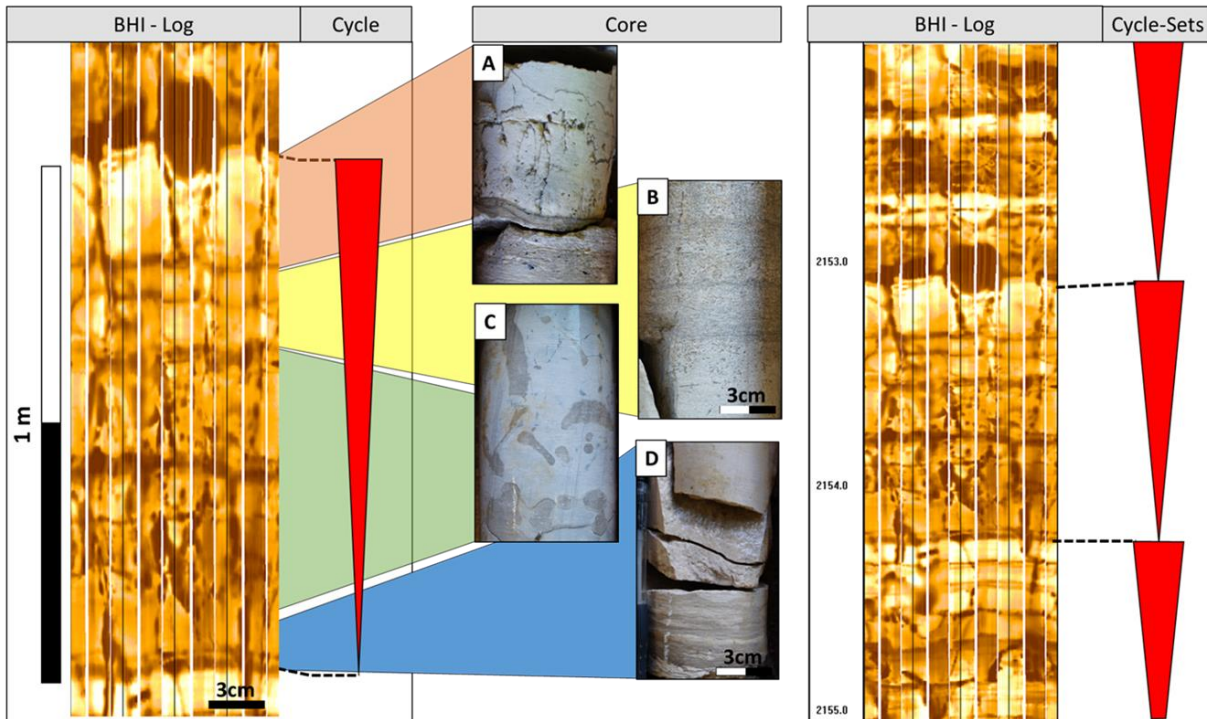 BHI - Log
Cycle
Core
BHI - Log
Cycle-Sets
A
B
C
D
1 m
3cm
3cm
3cm
2153.0
2154.0
2155.0